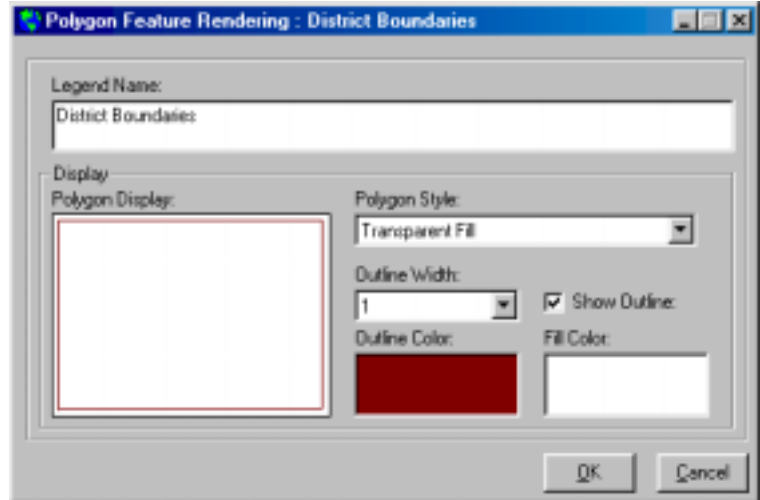 Polygon Feature Rendering : District Boundaries
Legend Name:
District Boundaries
Display
Polygon Display:
Polygon Style:
Transparent Fill
Outline Width:
1
Show Outline:
Outline Color:
Fill Color:
OK
Cancel